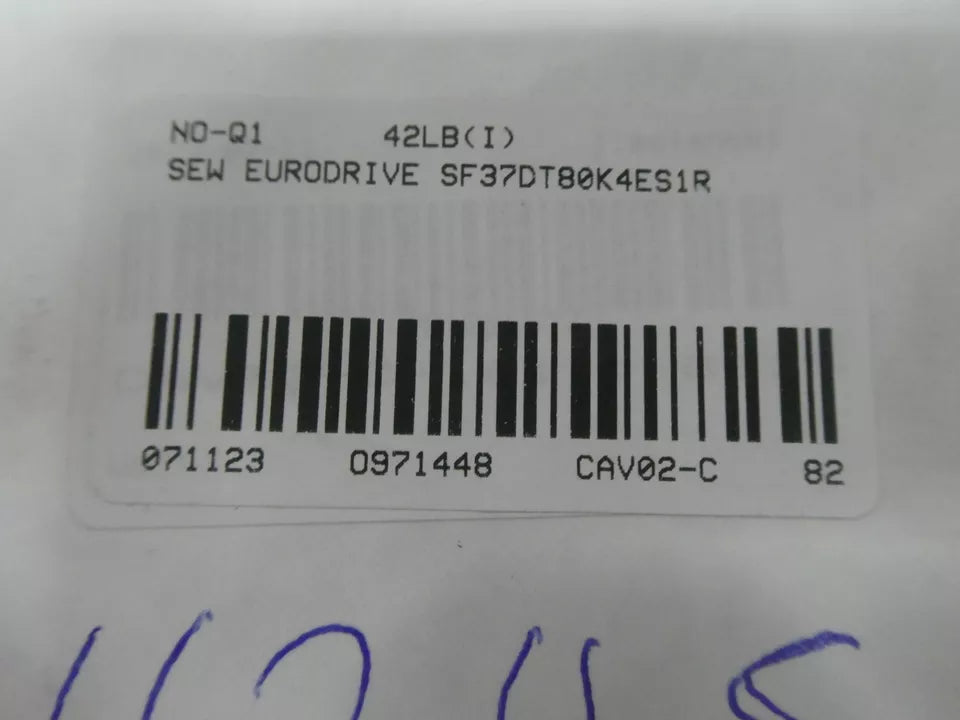 NO-Q1 42LB(I)
SEW EURODRIVE SF37DT80K4ES1R
071123 0971448 CAV02-C 82